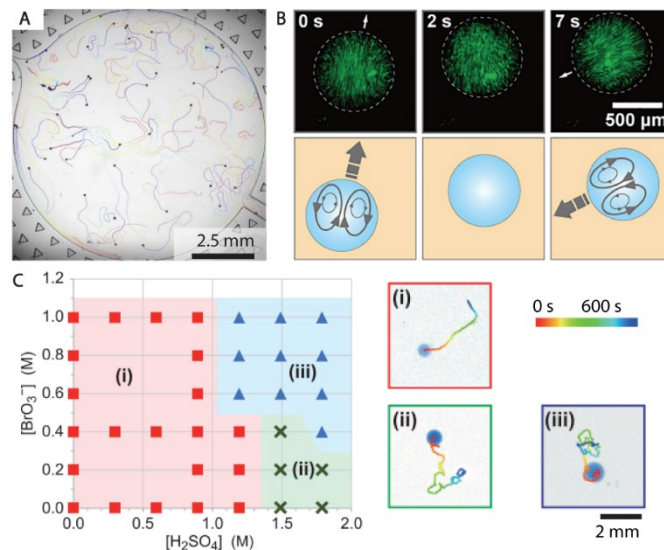 A
2.5 mm
B
0 s
2 s
7 s
500 µm
C
1.2
1.0
0.8
0.6
0.4
0.2
0.0
[BrO₃⁻] (M)
(i)
(iii)
(ii)
0.0 0.5 1.0 1.5 2.0
[H₂SO₄] (M)
(i)
0 s 600 s
(ii)
(iii)
2 mm